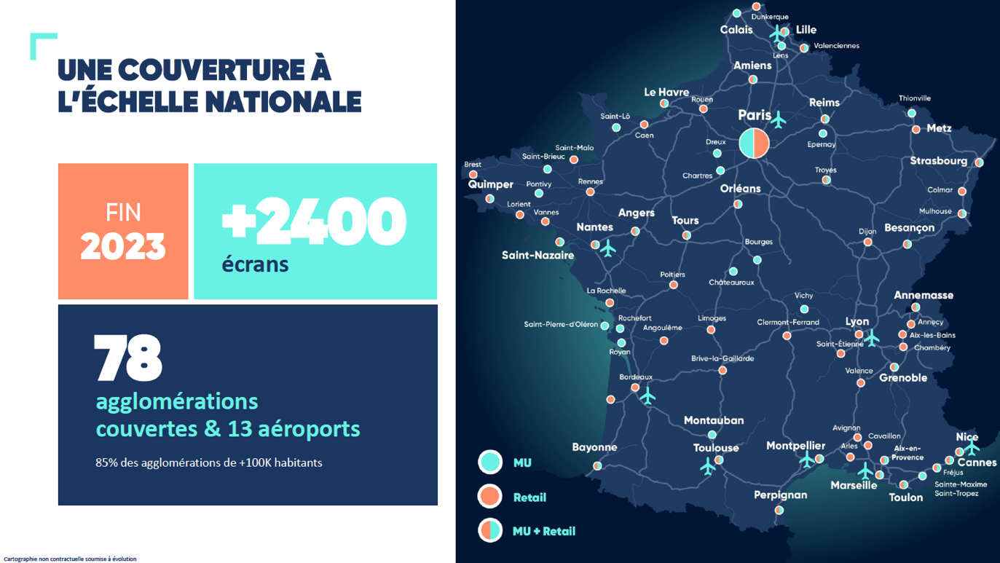 UNE COUVERTURE À
L'ÉCHELLE NATIONALE
FIN
2023
+2400
écrans
78
agglomérations
couvertes & 13 aéroports
85% des agglomérations de +100K habitants
Cartographie non contractuelle soumise à évolution
Dunkerque
Calais
Lille
Lens
Valenciennes
Amiens
Le Havre
Rouen
Reims
Thionville
Saint-Lô
Caen
Paris
Metz
Dreux
Epernay
Saint-Malo
Saint-Brieuc
Strasbourg
Brest
Chartres
Troyes
Quimper
Pontivy
Rennes
Orléans
Colmar
Lorient
Vannes
Angers
Mulhouse
Nantes
Tours
Besançon
Dijon
Bourges
Saint-Nazaire
Poitiers
Châteauroux
La Rochelle
Vichy
Annemasse
Saint-Pierre-d'Oléron
Rochefort
Angoulême
Limoges
Clermont-Ferrand
Lyon
Annecy
Aix-les-Bains
Saint-Étienne
Chambéry
Royan
Brive-la-Gaillarde
Valence
Grenoble
Bordeaux
Montauban
Avignon
Cavaillon
Bayonne
Toulouse
Montpellier
Arles
Aix-en-
Provence
Nice
Cannes
Fréjus
Marseille
Sainte-Maxime
Saint-Tropez
Toulon
Perpignan
MU
Retail
MU + Retail